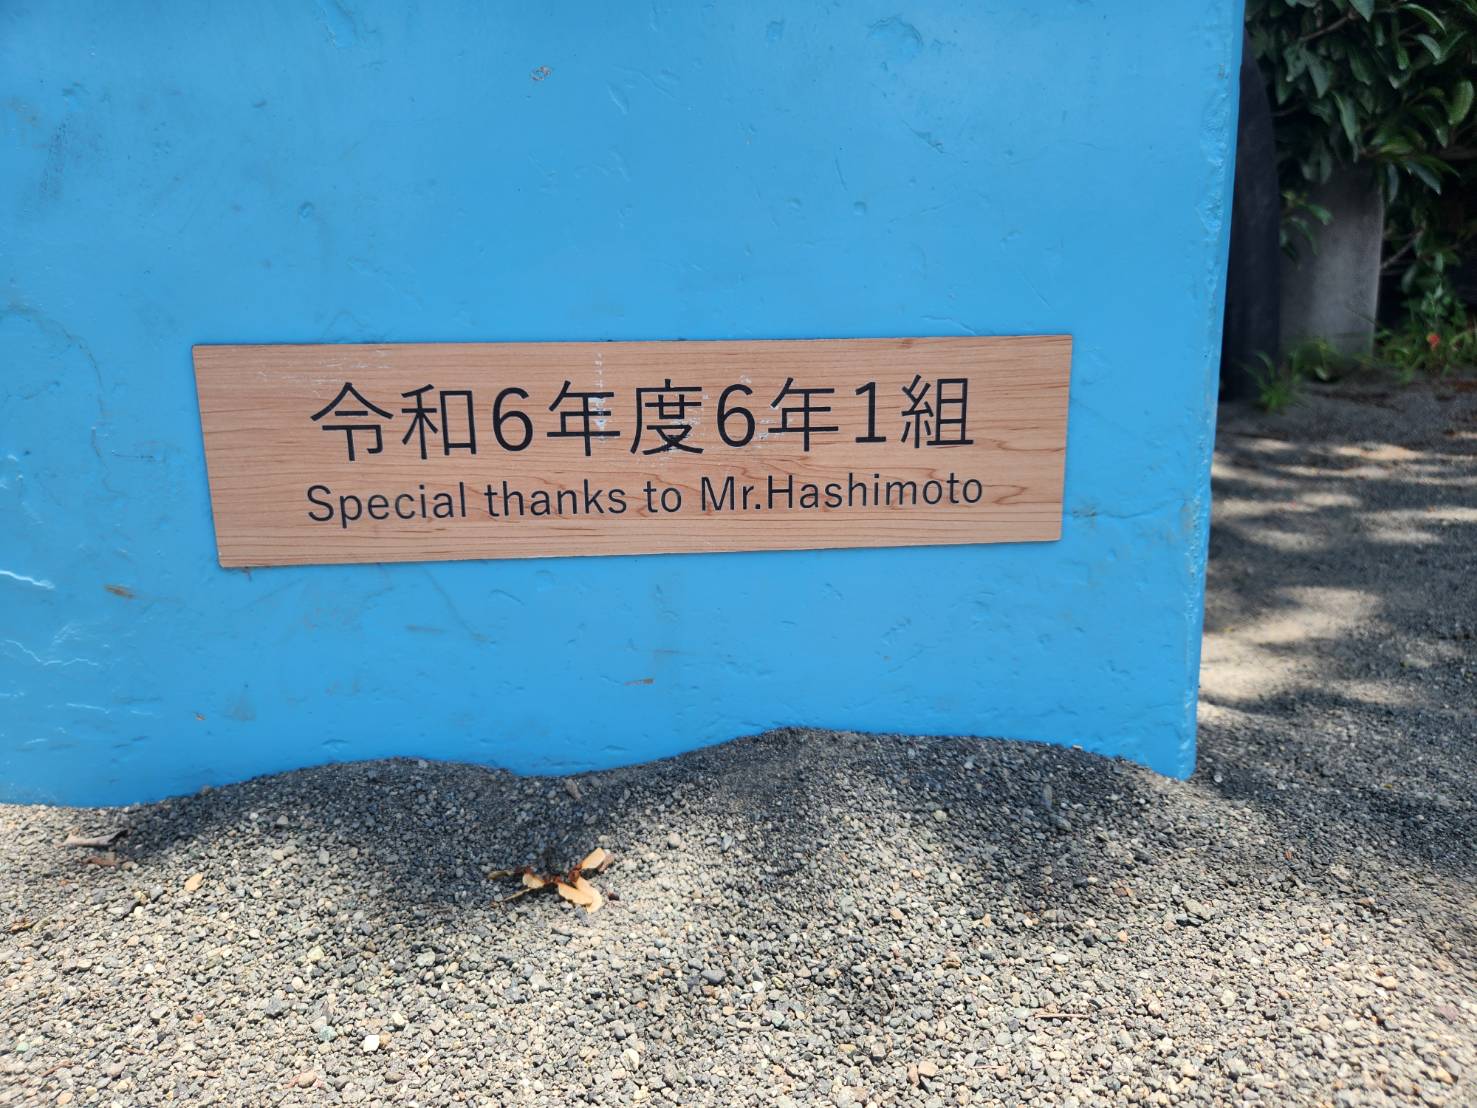 令和6年度6年1組
Special thanks to Mr.Hashimoto